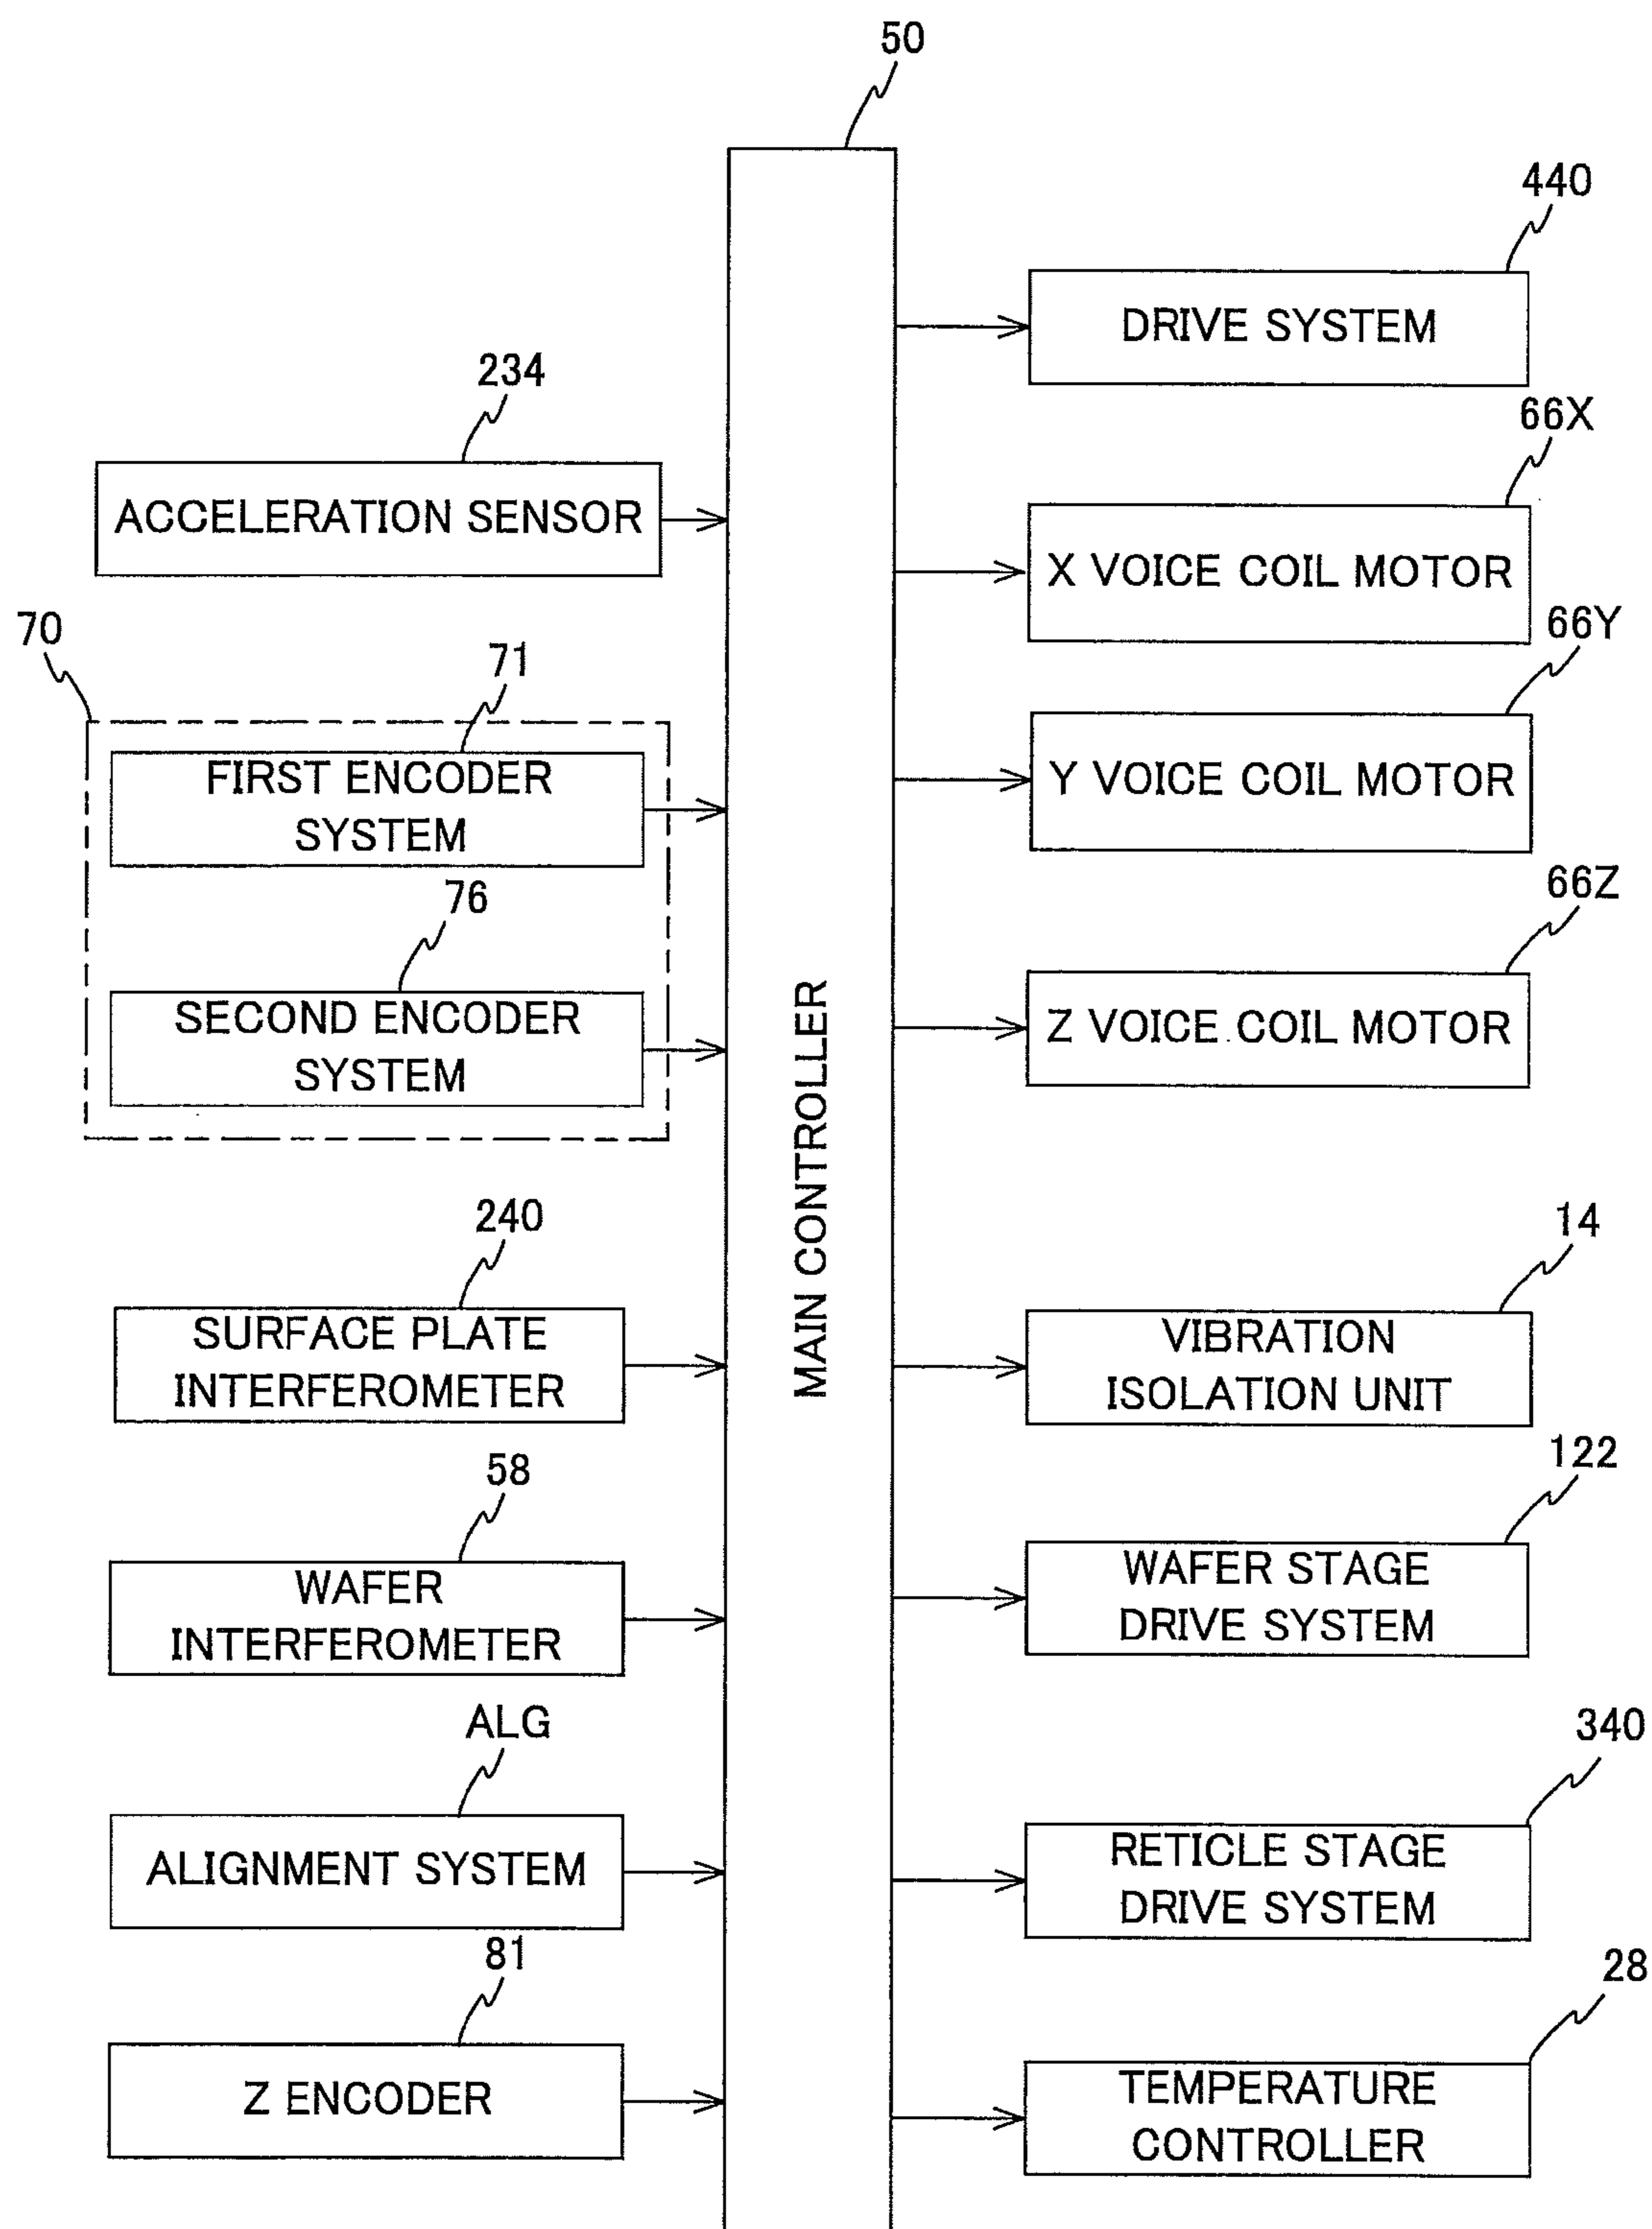 50
440
DRIVE SYSTEM
234
ACCELERATION SENSOR
66X
X VOICE COIL MOTOR
70
71
FIRST ENCODER
SYSTEM
66Y
Y VOICE COIL MOTOR
76
SECOND ENCODER
SYSTEM
66Z
Z VOICE COIL MOTOR
MAIN CONTROLLER
240
SURFACE PLATE
INTERFEROMETER
14
VIBRATION
ISOLATION UNIT
58
WAFER
INTERFEROMETER
122
WAFER STAGE
DRIVE SYSTEM
ALG
ALIGNMENT SYSTEM
340
RETICLE STAGE
DRIVE SYSTEM
81
Z ENCODER
28
TEMPERATURE
CONTROLLER